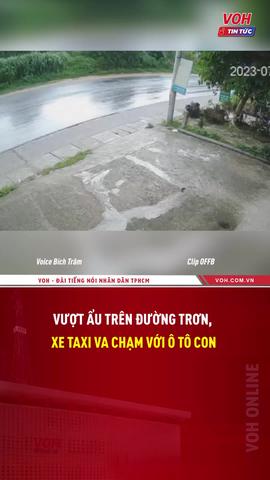 VOH
TIN TỨC
2023-07
Voice Bích Trâm
Clip OFFB
VOH - ĐÀI TIẾNG NÓI NHÂN DÂN TPHCM
VOH.COM.VN
VƯỢT ẨU TRÊN ĐƯỜNG TRƠN,
XE TAXI VA CHẠM VỚI Ô TÔ CON
VOH ONLINE